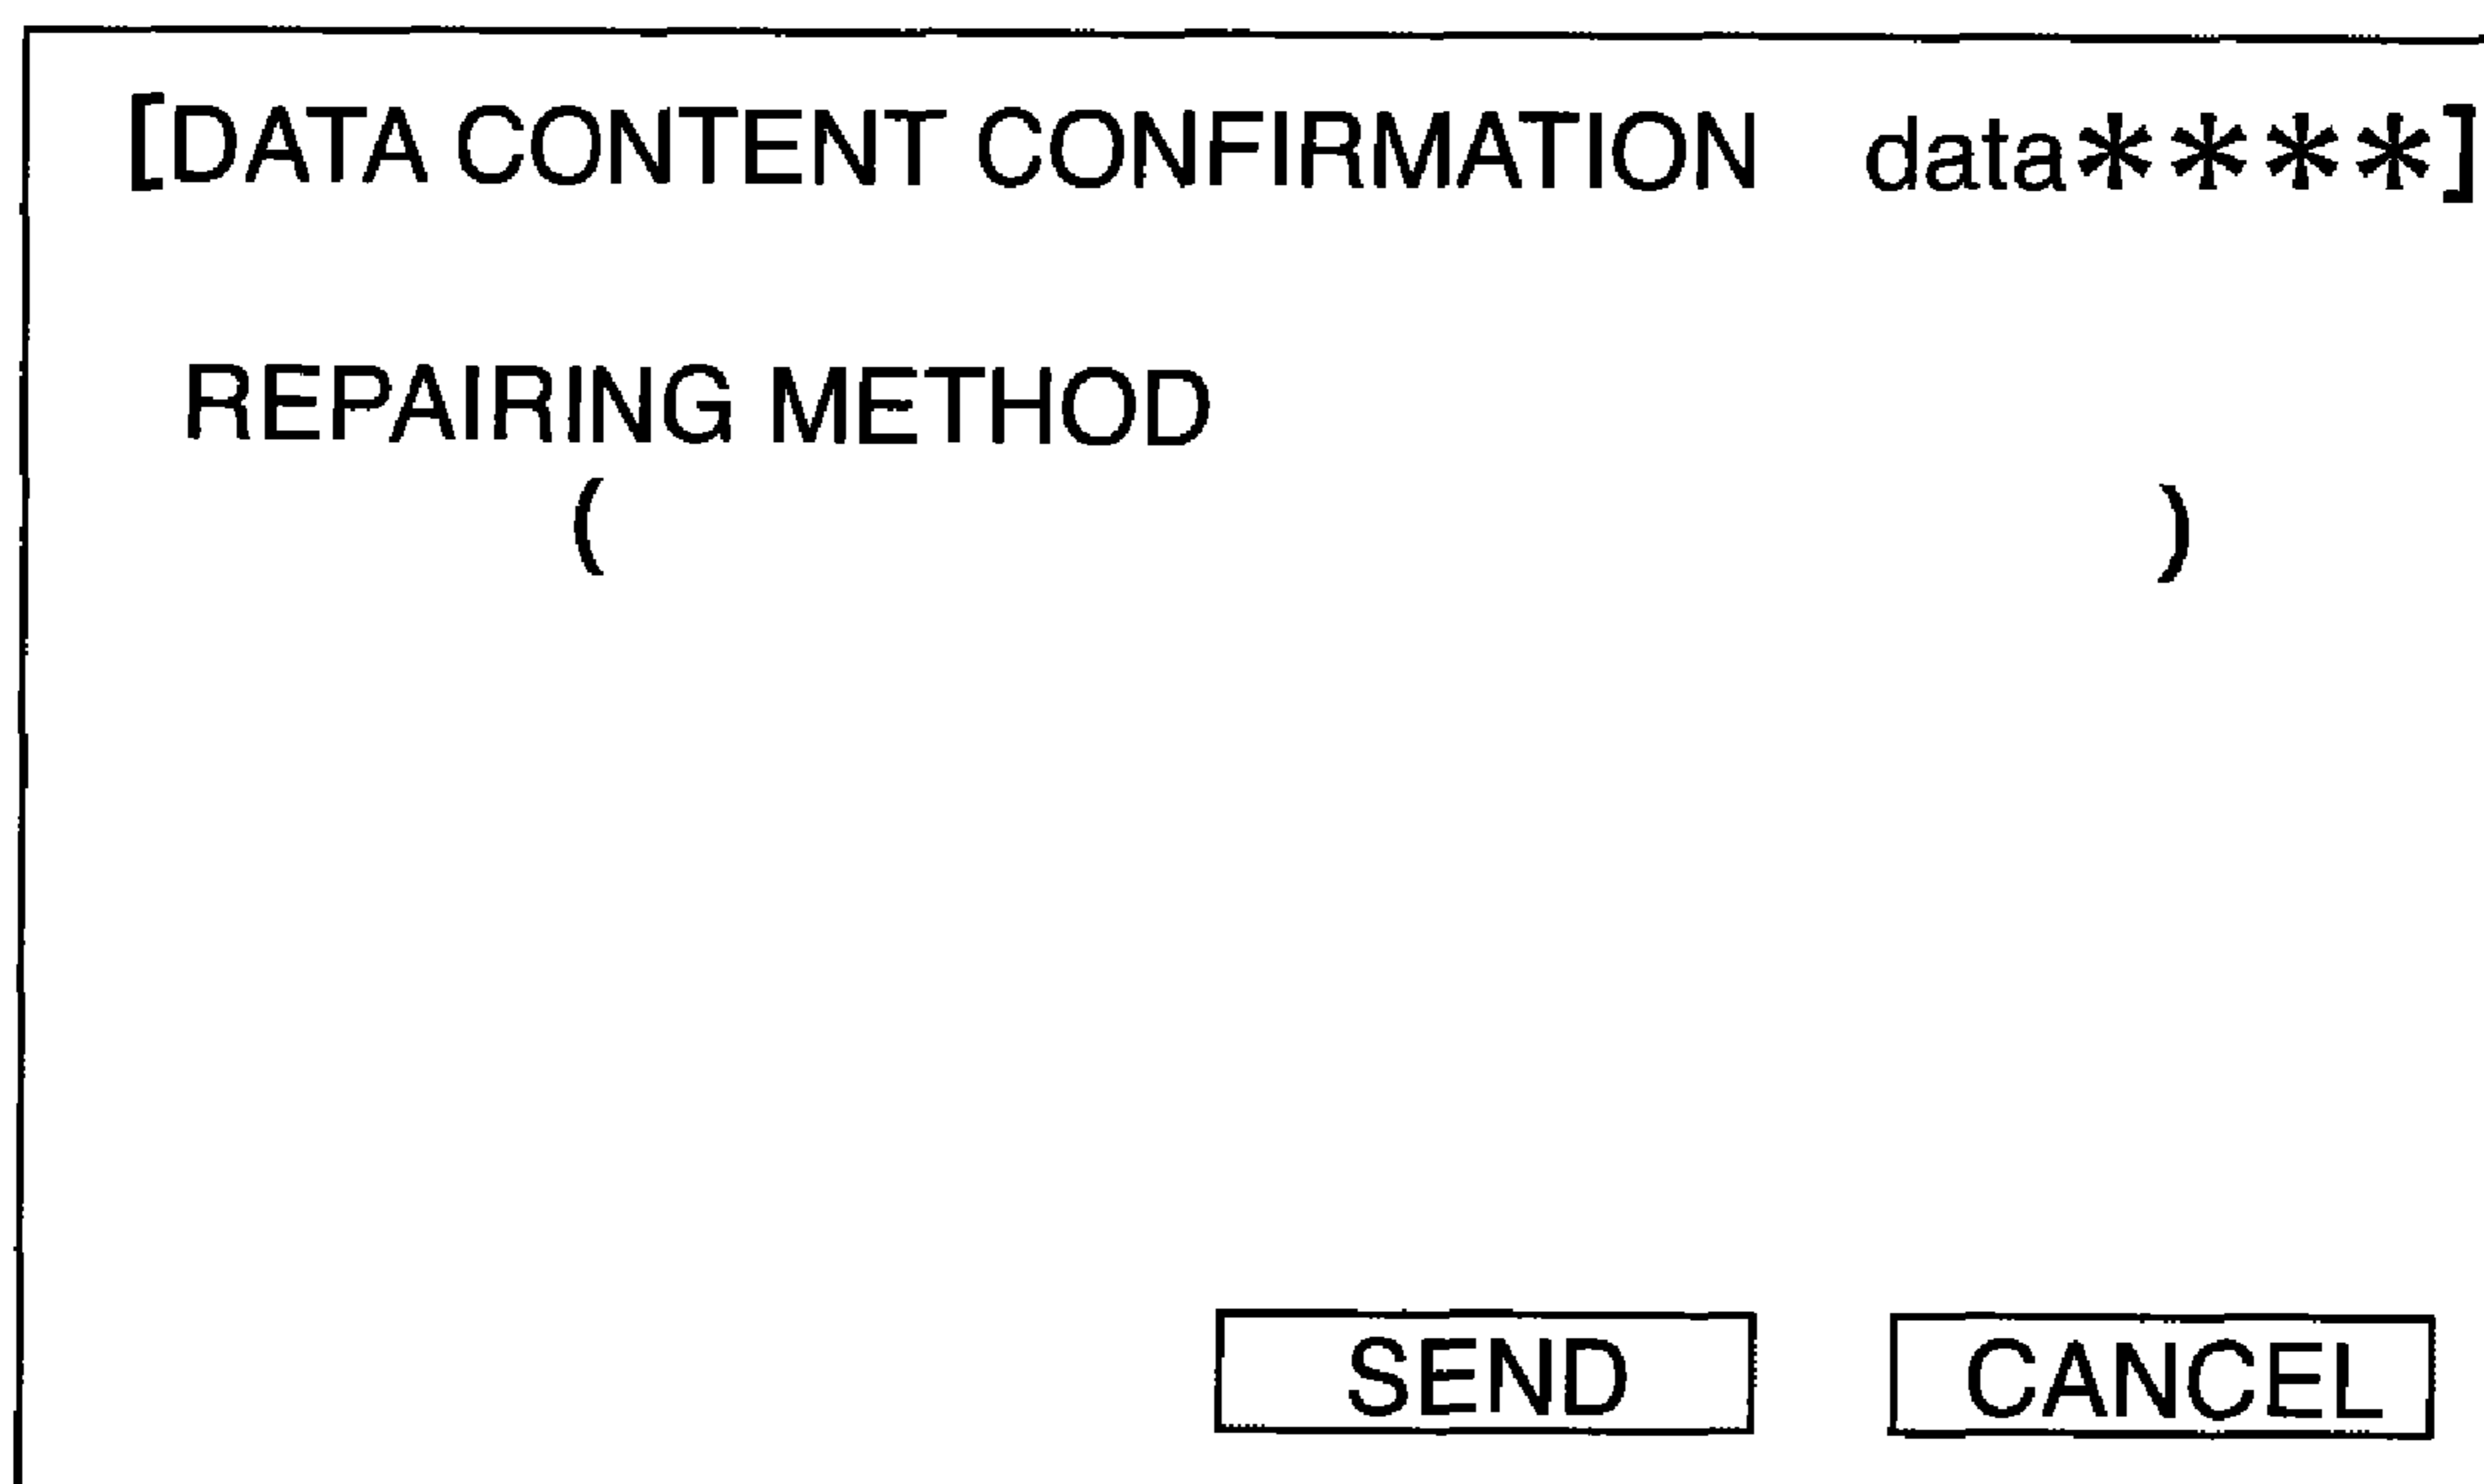 [DATA CONTENT CONFIRMATION data****]
REPAIRING METHOD
( )
SEND CANCEL